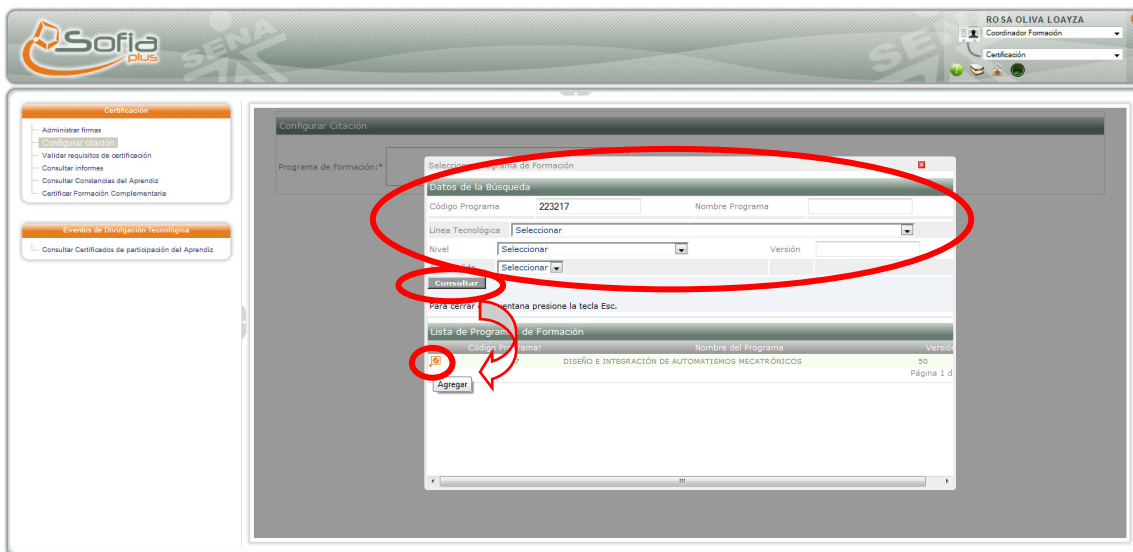 Sofia
plus
SENA
SENA
ROSA OLIVA LOAYZA
Coordinador Formación
Certificación
Certificación
Administrar firmas
Configurar citación
Validar requisitos de certificación
Consultar informes
Consultar Constancias del Aprendiz
Certificar Formación Complementaria
Eventos de Divulgación Tecnológica
Consultar Certificados de participación del Aprendiz
Configurar Citación
Programa de Formación:*
Seleccione Programa de Formación
Datos de la Búsqueda
Código Programa 223217 Nombre Programa
Línea Tecnológica Seleccionar
Nivel Seleccionar Versión
Seleccionar
Consultar
Para cerrar ventana presione la tecla Esc.
Lista de Programas de Formación
Código Programa↑ Nombre del Programa Versión
7 DISEÑO E INTEGRACIÓN DE AUTOMATISMOS MECATRÓNICOS 50
Página 1 d
Agregar